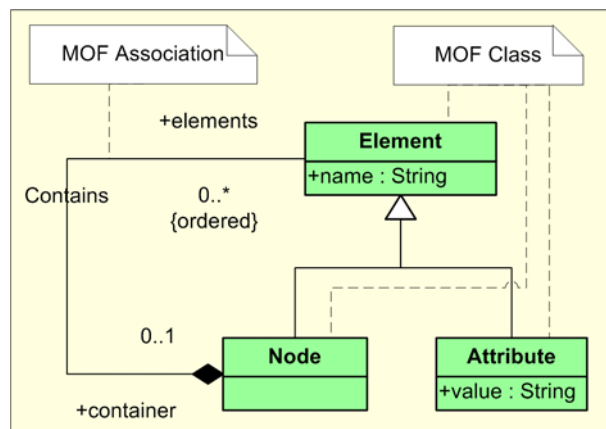 MOF Association
MOF Class
+elements
Element
+name : String
Contains
0..*
{ordered}
0..1
Node
Attribute
+value : String
+container